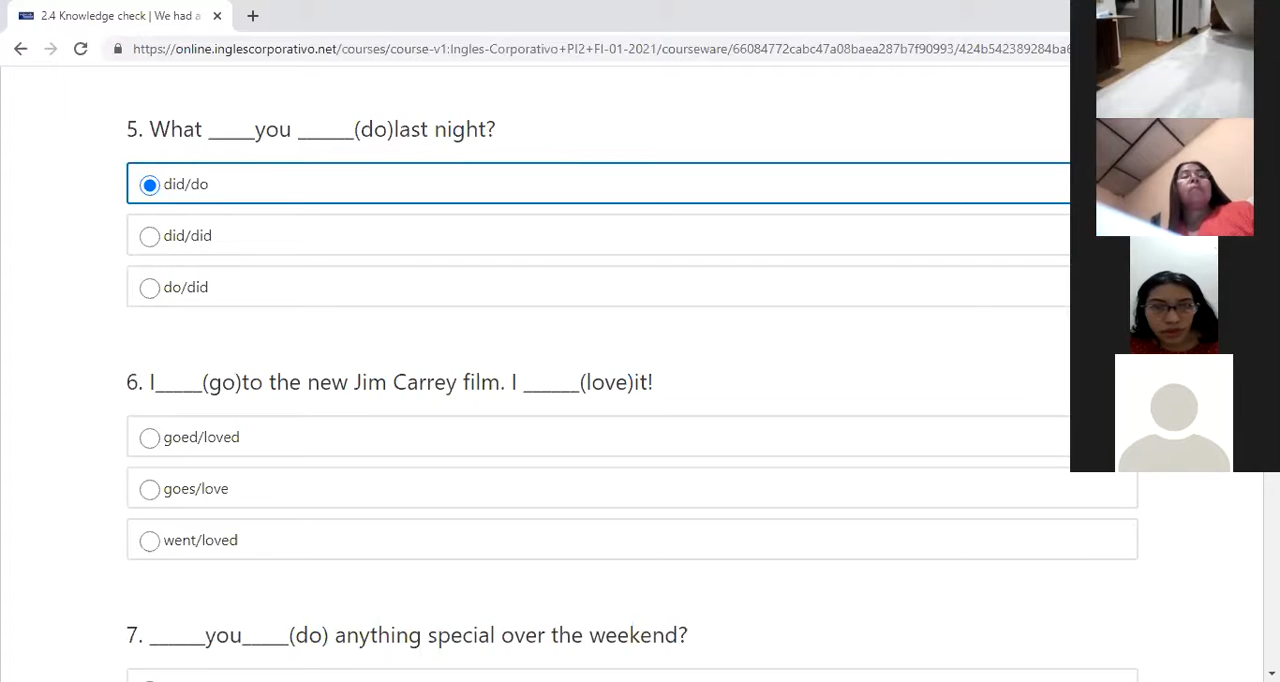 2.4 Knowledge check | We had a
https://online.inglescorporativo.net/courses/course-v1:Ingles-Corporativo+PI2+FI-01-2021/courseware/66084772cabc47a08baea287b7f90993/424b542389284ba6
5. What _____you ______(do)last night?
did/do
did/did
do/did
6. I_____(go)to the new Jim Carrey film. I ______(love)it!
goed/loved
goes/love
went/loved
7. ______you_____(do) anything special over the weekend?